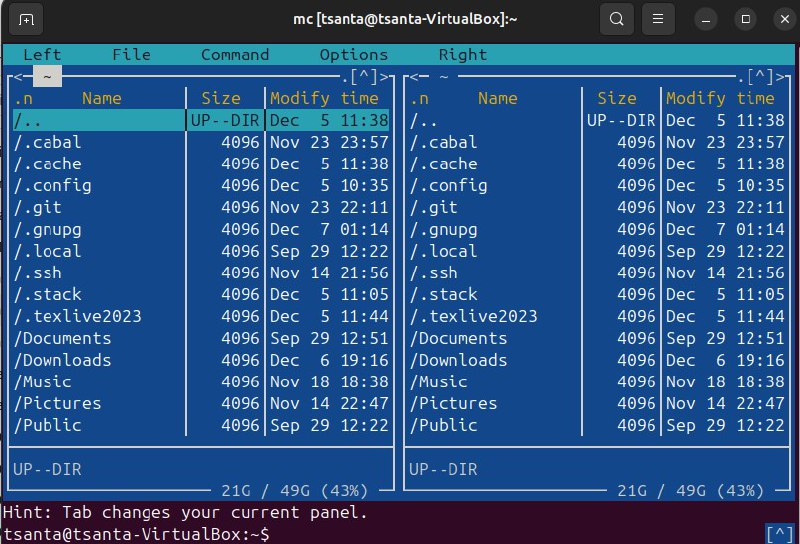 mc [tsanta@tsanta-VirtualBox]:~
Left File Command Options Right
<─ ~ .[^]> <─ ~ .[^]>
.n Name Size Modify time .n Name Size Modify time
/.. UP--DIR Dec 5 11:38 /.. UP--DIR Dec 5 11:38
/.cabal 4096 Nov 23 23:57 /.cabal 4096 Nov 23 23:57
/.cache 4096 Dec 5 11:38 /.cache 4096 Dec 5 11:38
/.config 4096 Dec 5 10:35 /.config 4096 Dec 5 10:35
/.git 4096 Nov 23 22:11 /.git 4096 Nov 23 22:11
/.gnupg 4096 Dec 7 01:14 /.gnupg 4096 Dec 7 01:14
/.local 4096 Sep 29 12:22 /.local 4096 Sep 29 12:22
/.ssh 4096 Nov 14 21:56 /.ssh 4096 Nov 14 21:56
/.stack 4096 Dec 5 11:05 /.stack 4096 Dec 5 11:05
/.texlive2023 4096 Dec 5 11:44 /.texlive2023 4096 Dec 5 11:44
/Documents 4096 Sep 29 12:51 /Documents 4096 Sep 29 12:51
/Downloads 4096 Dec 6 19:16 /Downloads 4096 Dec 6 19:16
/Music 4096 Nov 18 18:38 /Music 4096 Nov 18 18:38
/Pictures 4096 Nov 14 22:47 /Pictures 4096 Nov 14 22:47
/Public 4096 Sep 29 12:22 /Public 4096 Sep 29 12:22
UP--DIR UP--DIR
21G / 49G (43%) 21G / 49G (43%)
Hint: Tab changes your current panel.
tsanta@tsanta-VirtualBox:~$ [^]